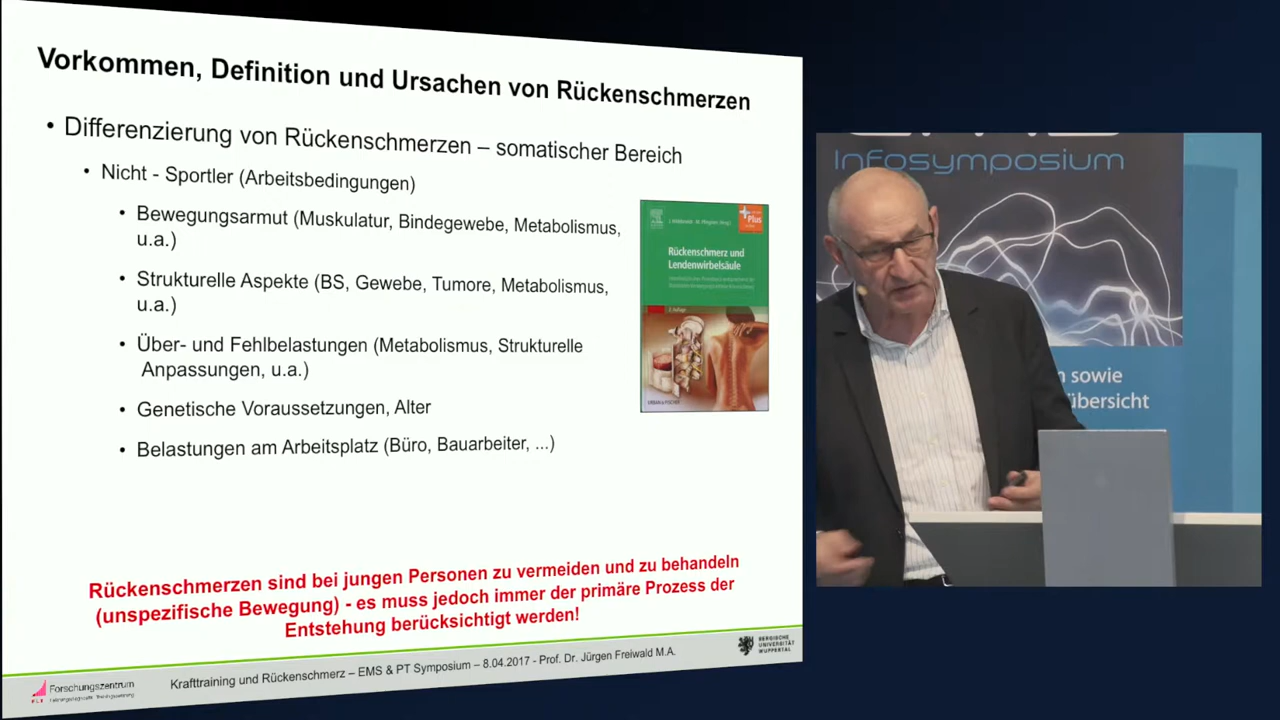 Vorkommen, Definition und Ursachen von Rückenschmerzen
• Differenzierung von Rückenschmerzen – somatischer Bereich
• Nicht - Sportler (Arbeitsbedingungen)
• Bewegungsarmut (Muskulatur, Bindegewebe, Metabolismus,
u.a.)
• Strukturelle Aspekte (BS, Gewebe, Tumore, Metabolismus,
u.a.)
• Über- und Fehlbelastungen (Metabolismus, Strukturelle
Anpassungen, u.a.)
• Genetische Voraussetzungen, Alter
• Belastungen am Arbeitsplatz (Büro, Bauarbeiter, ...)
Plus
Rückenschmerz und
Lendenwirbelsäule
URBAN & FISCHER
Rückenschmerzen sind bei jungen Personen zu vermeiden und zu behandeln
(unspezifische Bewegung) - es muss jedoch immer der primäre Prozess der
Entstehung berücksichtigt werden!
Forschungszentrum
Krafttraining und Rückenschmerz – EMS & PT Symposium – 8.04.2017 - Prof. Dr. Jürgen Freiwald M.A.
BERGISCHE
UNIVERSITÄT
WUPPERTAL
Infosymposium
n sowie
übersicht